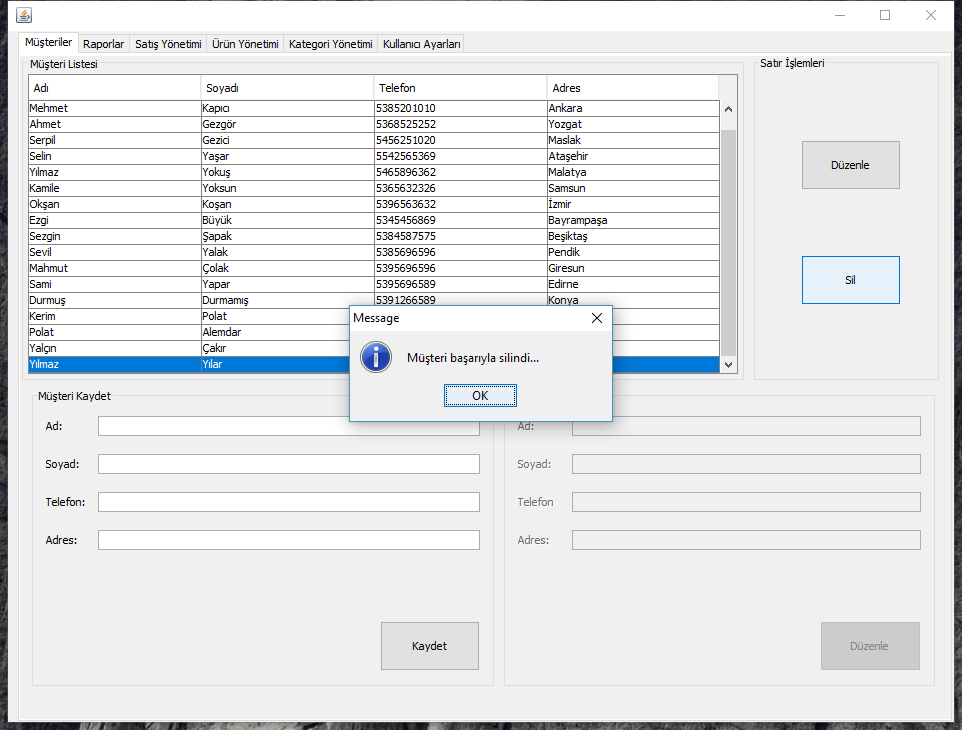 Müşteriler Raporlar Satış Yönetimi Ürün Yönetimi Kategori Yönetimi Kullanıcı Ayarları
Müşteri Listesi
Adı Soyadı Telefon Adres
Mehmet Kapıcı 5385201010 Ankara
Ahmet Gezgör 5368525252 Yozgat
Serpil Gezici 5456251020 Maslak
Selin Yaşar 5542565369 Ataşehir
Yılmaz Yokuş 5465896362 Malatya
Kamile Yoksun 5365632326 Samsun
Okşan Koşan 5396563632 İzmir
Ezgi Büyük 5345456869 Bayrampaşa
Sezgin Şapak 5384587575 Beşiktaş
Sevil Yalak 5385696596 Pendik
Mahmut Çolak 5395696596 Giresun
Sami Yapar 5395696589 Edirne
Durmuş Durmamış 5391266589 Konya
Kerim Polat
Polat Alemdar
Yalçın Çakır
Yılmaz Yılar
Satır İşlemleri
Düzenle
Sil
Message
Müşteri başarıyla silindi...
OK
Müşteri Kaydet
Ad:
Soyad:
Telefon:
Adres:
Kaydet
Ad:
Soyad:
Telefon
Adres:
Düzenle